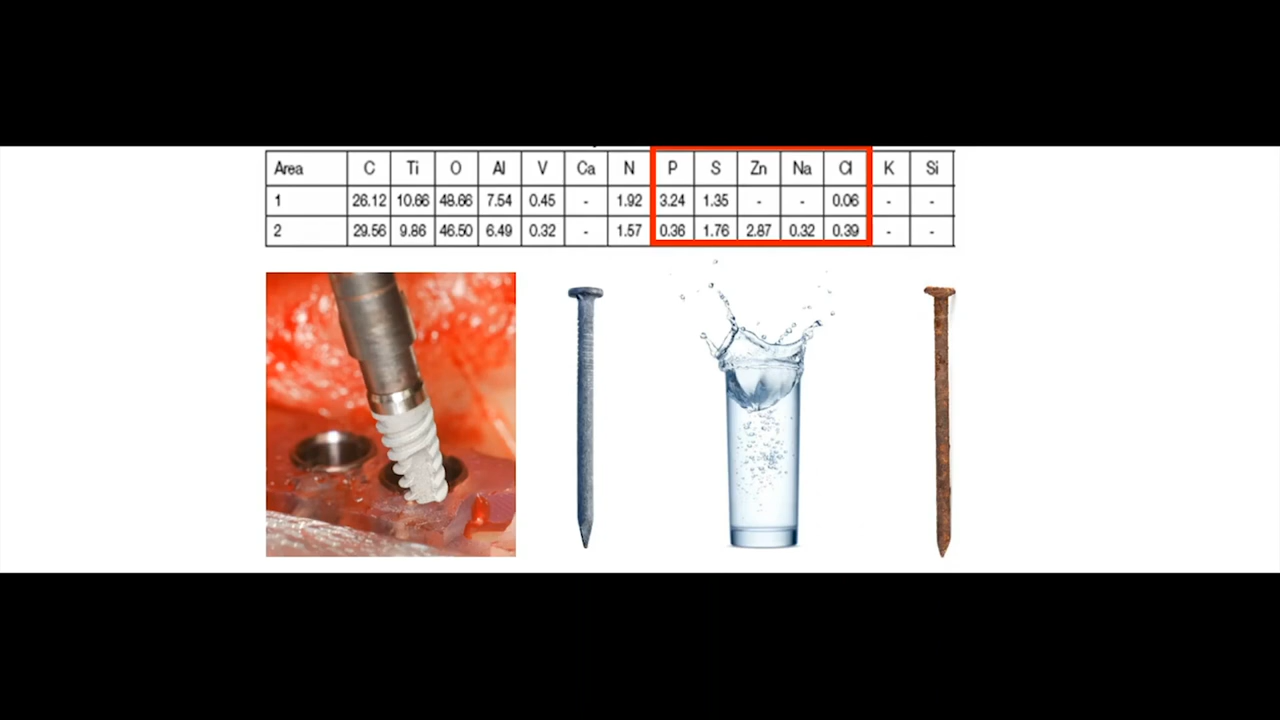 Area C Ti O Al V Ca N P S Zn Na Cl K Si
1 26.12 10.66 48.66 7.54 0.45 - 1.92 3.24 1.35 - - 0.06 - -
2 29.56 9.86 46.50 6.49 0.32 - 1.57 0.36 1.76 2.87 0.32 0.39 - -